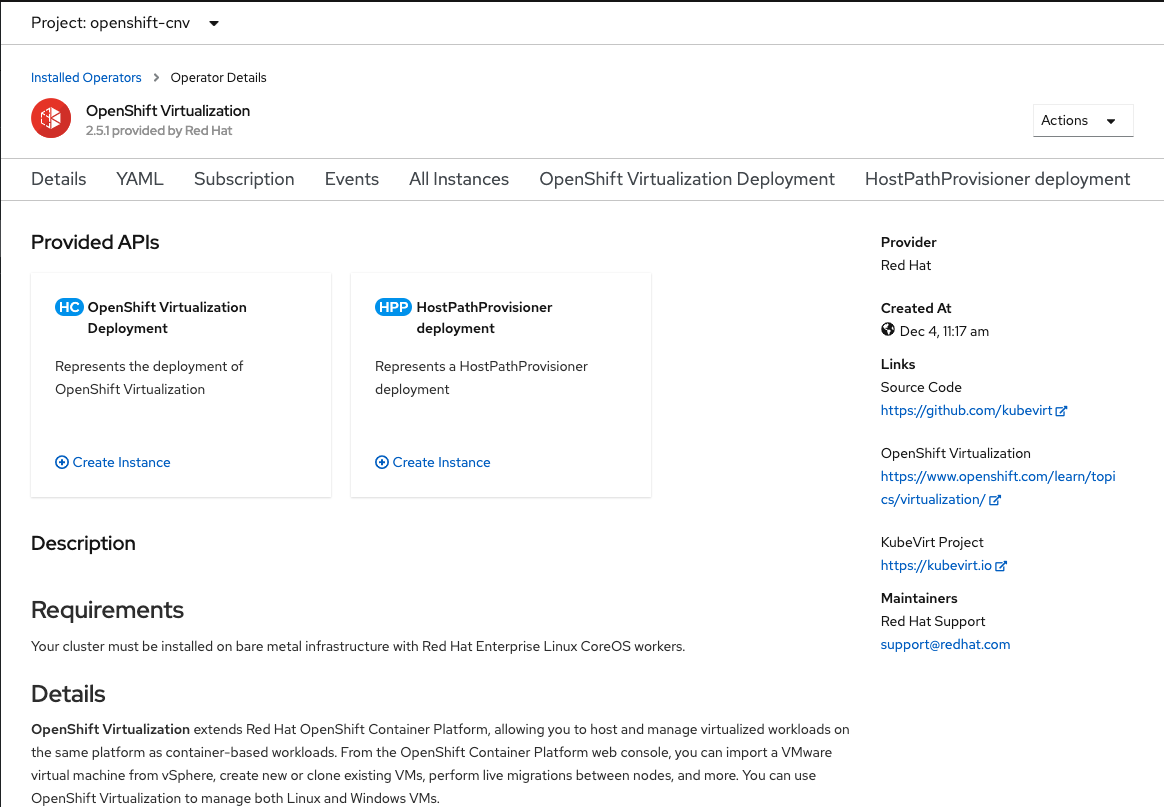 Project: openshift-cnv
Installed Operators > Operator Details
OpenShift Virtualization
2.5.1 provided by Red Hat
Actions
Details YAML Subscription Events All Instances OpenShift Virtualization Deployment HostPathProvisioner deployment
Provided APIs
HC OpenShift Virtualization
Deployment
Represents the deployment of
OpenShift Virtualization
Create Instance
HPP HostPathProvisioner
deployment
Represents a HostPathProvisioner
deployment
Create Instance
Description
Requirements
Your cluster must be installed on bare metal infrastructure with Red Hat Enterprise Linux CoreOS workers.
Details
OpenShift Virtualization extends Red Hat OpenShift Container Platform, allowing you to host and manage virtualized workloads on
the same platform as container-based workloads. From the OpenShift Container Platform web console, you can import a VMware
virtual machine from vSphere, create new or clone existing VMs, perform live migrations between nodes, and more. You can use
OpenShift Virtualization to manage both Linux and Windows VMs.
Provider
Red Hat
Created At
Dec 4, 11:17 am
Links
Source Code
https://github.com/kubevirt
OpenShift Virtualization
https://www.openshift.com/learn/topi
cs/virtualization/
KubeVirt Project
https://kubevirt.io
Maintainers
Red Hat Support
support@redhat.com